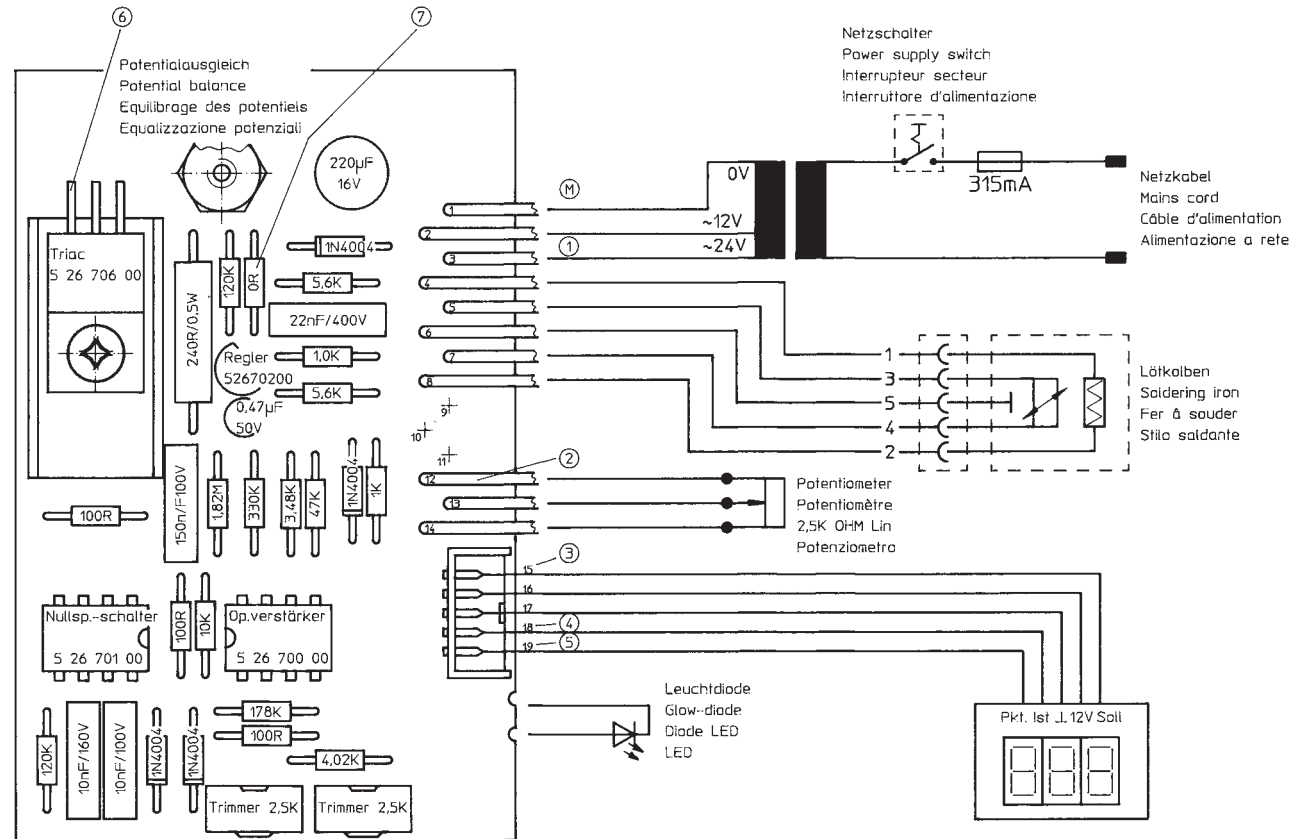 6
7
Potentialausgleich
Potential balance
Equilibrage des potentiels
Equalizzazione potenziali
Netzschalter
Power supply switch
Interrupteur secteur
Interruttore d'alimentazione
220µF
16V
0V
~12V
~24V
315mA
Netzkabel
Mains cord
Câble d'alimentation
Alimentazione a rete
M
1
1
2
3
4
5
6
7
8
9
10
11
12
13
14
Triac
5 26 706 00
240R/0,5W
120K
0R
1N4004
5,6K
22nF/400V
Regler
52670200
1,0K
5,6K
0,47µF
50V
1
3
5
4
2
Lötkolben
Soldering iron
Fer â souder
Stilo saldante
2
Potentiometer
Potentiomètre
2,5K OHM Lin
Potenziometro
100R
150n/F100V
1,82M
330K
3,48K
47K
1N4004
1K
3
15
16
17
18
4
19
5
Nullsp.-schalter
5 26 701 00
100R
10K
Op.verstärker
5 26 700 00
Leuchtdiode
Glow-diode
Diode LED
LED
Pkt. Ist ⊥ 12V Soll
888
120K
10nF/160V
10nF/100V
1N4004
1N4004
178K
100R
4,02K
Trimmer 2,5K
Trimmer 2,5K